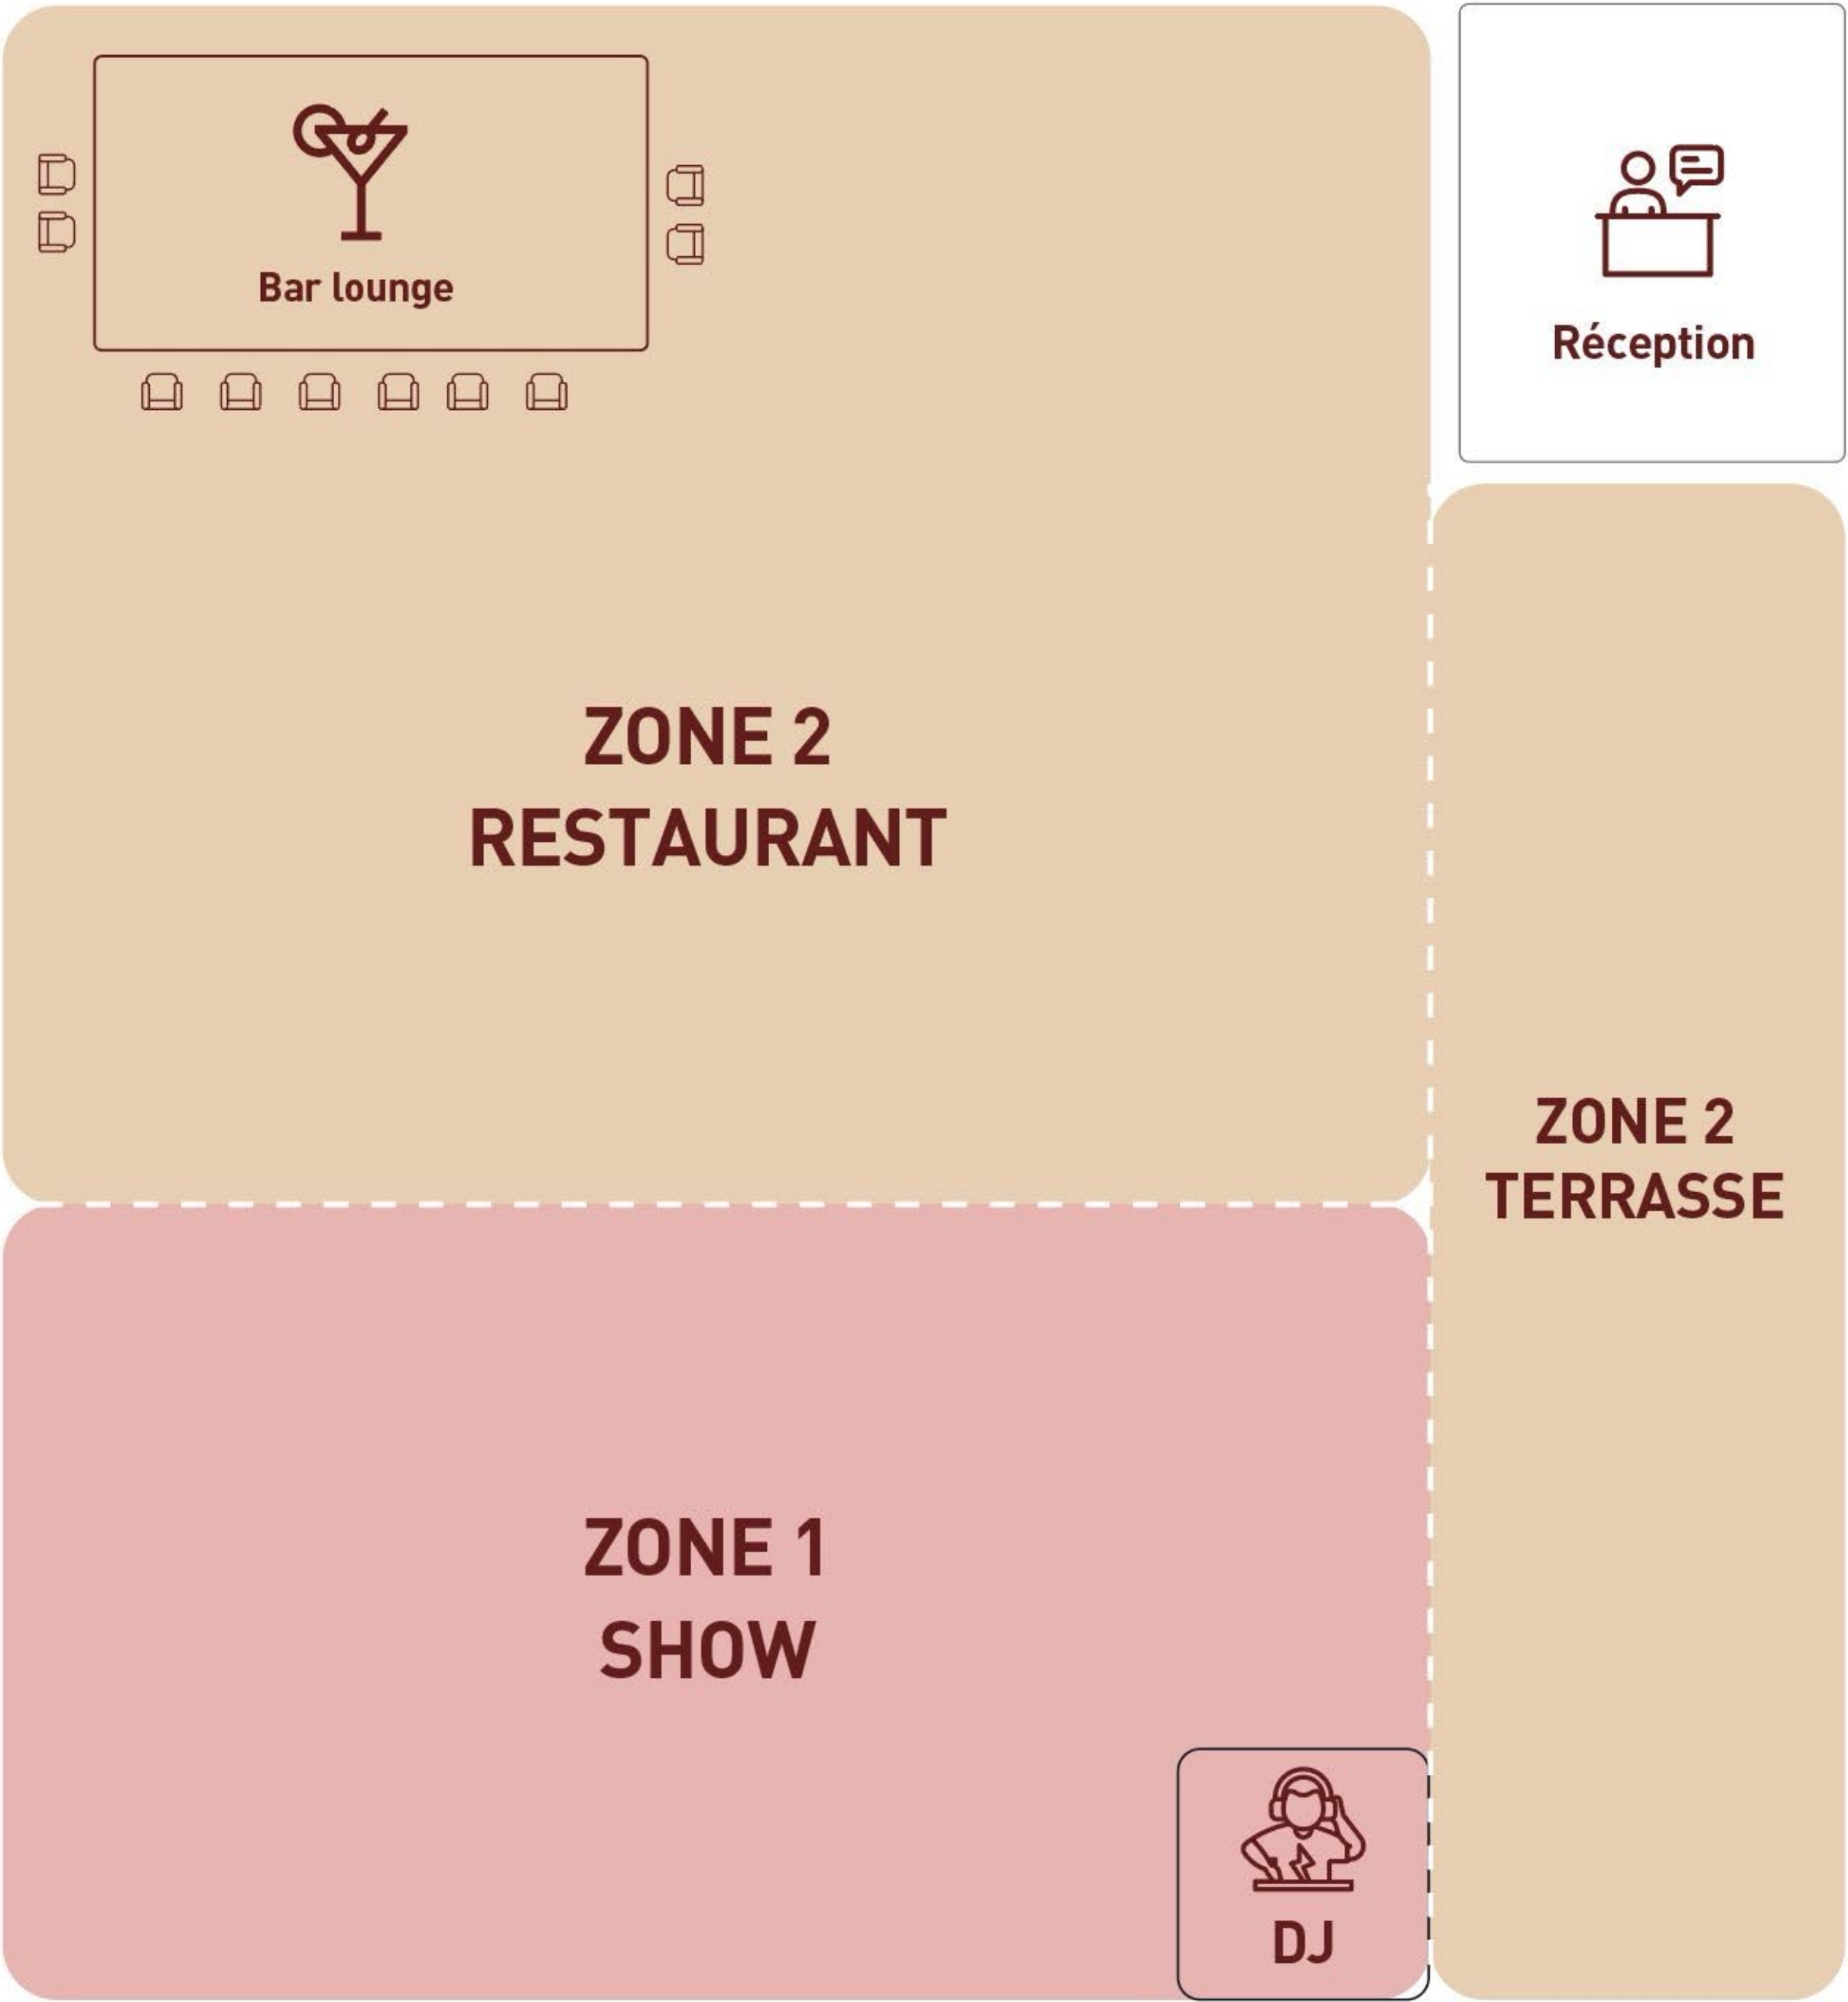 Bar lounge
Réception
ZONE 2
RESTAURANT
ZONE 2
TERRASSE
ZONE 1
SHOW
DJ